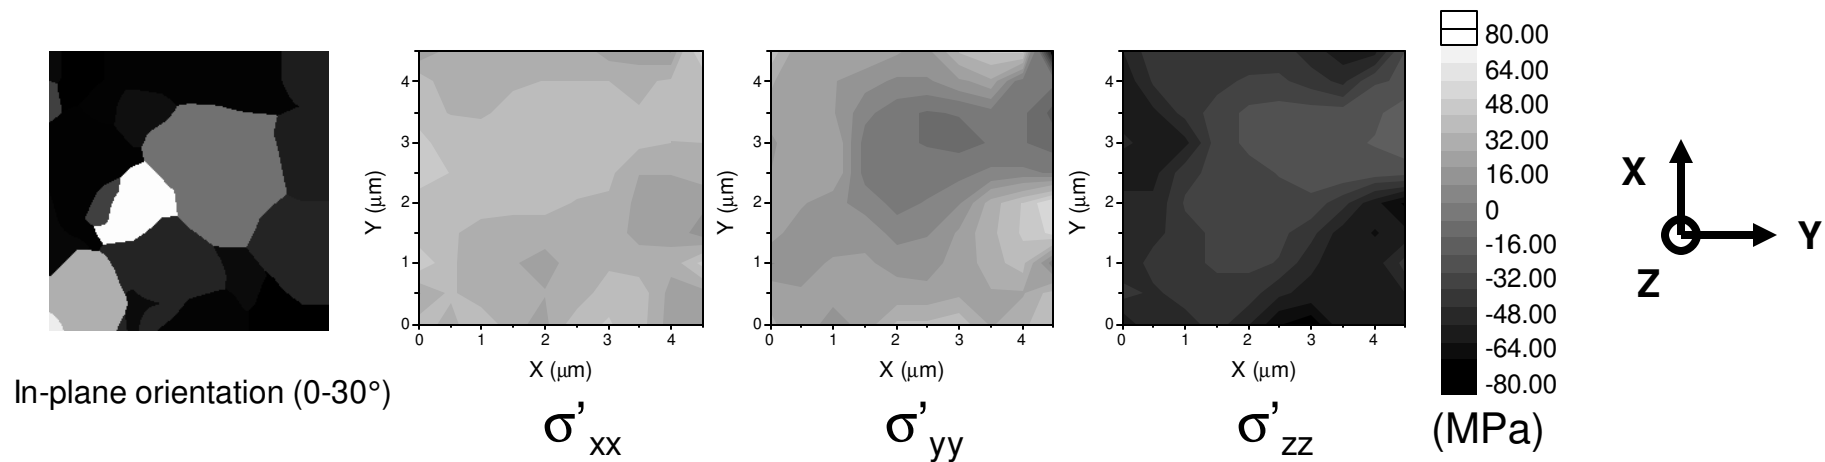 In-plane orientation (0-30°)
Y (μm)
4
3
2
1
0
0 1 2 3 4
X (μm)
σ’xx
Y (μm)
4
3
2
1
0
0 1 2 3 4
X (μm)
σ’yy
Y (μm)
4
3
2
1
0
0 1 2 3 4
X (μm)
σ’zz
80.00
64.00
48.00
32.00
16.00
0
-16.00
-32.00
-48.00
-64.00
-80.00
(MPa)
X
Y
Z